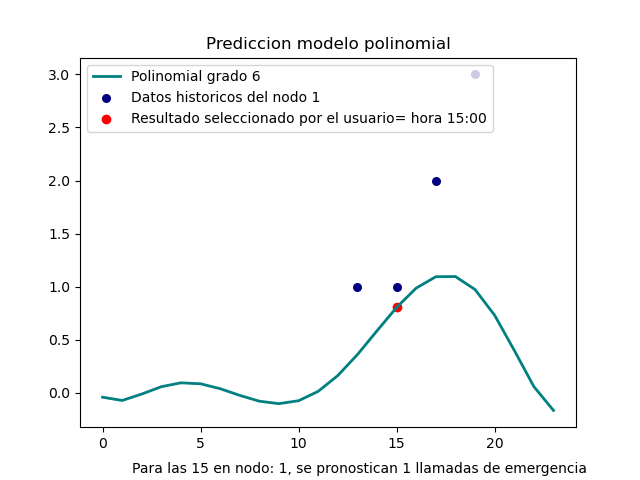 Prediccion modelo polinomial
Polinomial grado 6
Datos historicos del nodo 1
Resultado seleccionado por el usuario= hora 15:00
3.0
2.5
2.0
1.5
1.0
0.5
0.0
0 5 10 15 20
Para las 15 en nodo: 1, se pronostican 1 llamadas de emergencia